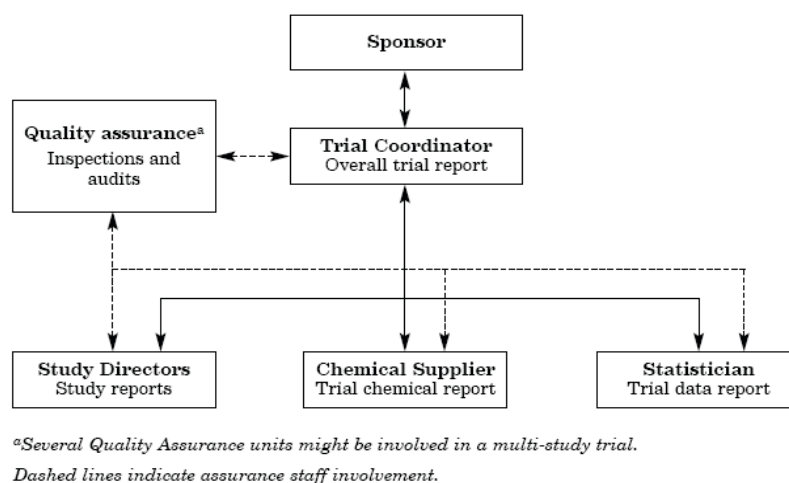 Sponsor
Quality assuranceᵃ
Inspections and
audits
Trial Coordinator
Overall trial report
Study Directors
Study reports
Chemical Supplier
Trial chemical report
Statistician
Trial data report
ᵃSeveral Quality Assurance units might be involved in a multi-study trial.
Dashed lines indicate assurance staff involvement.